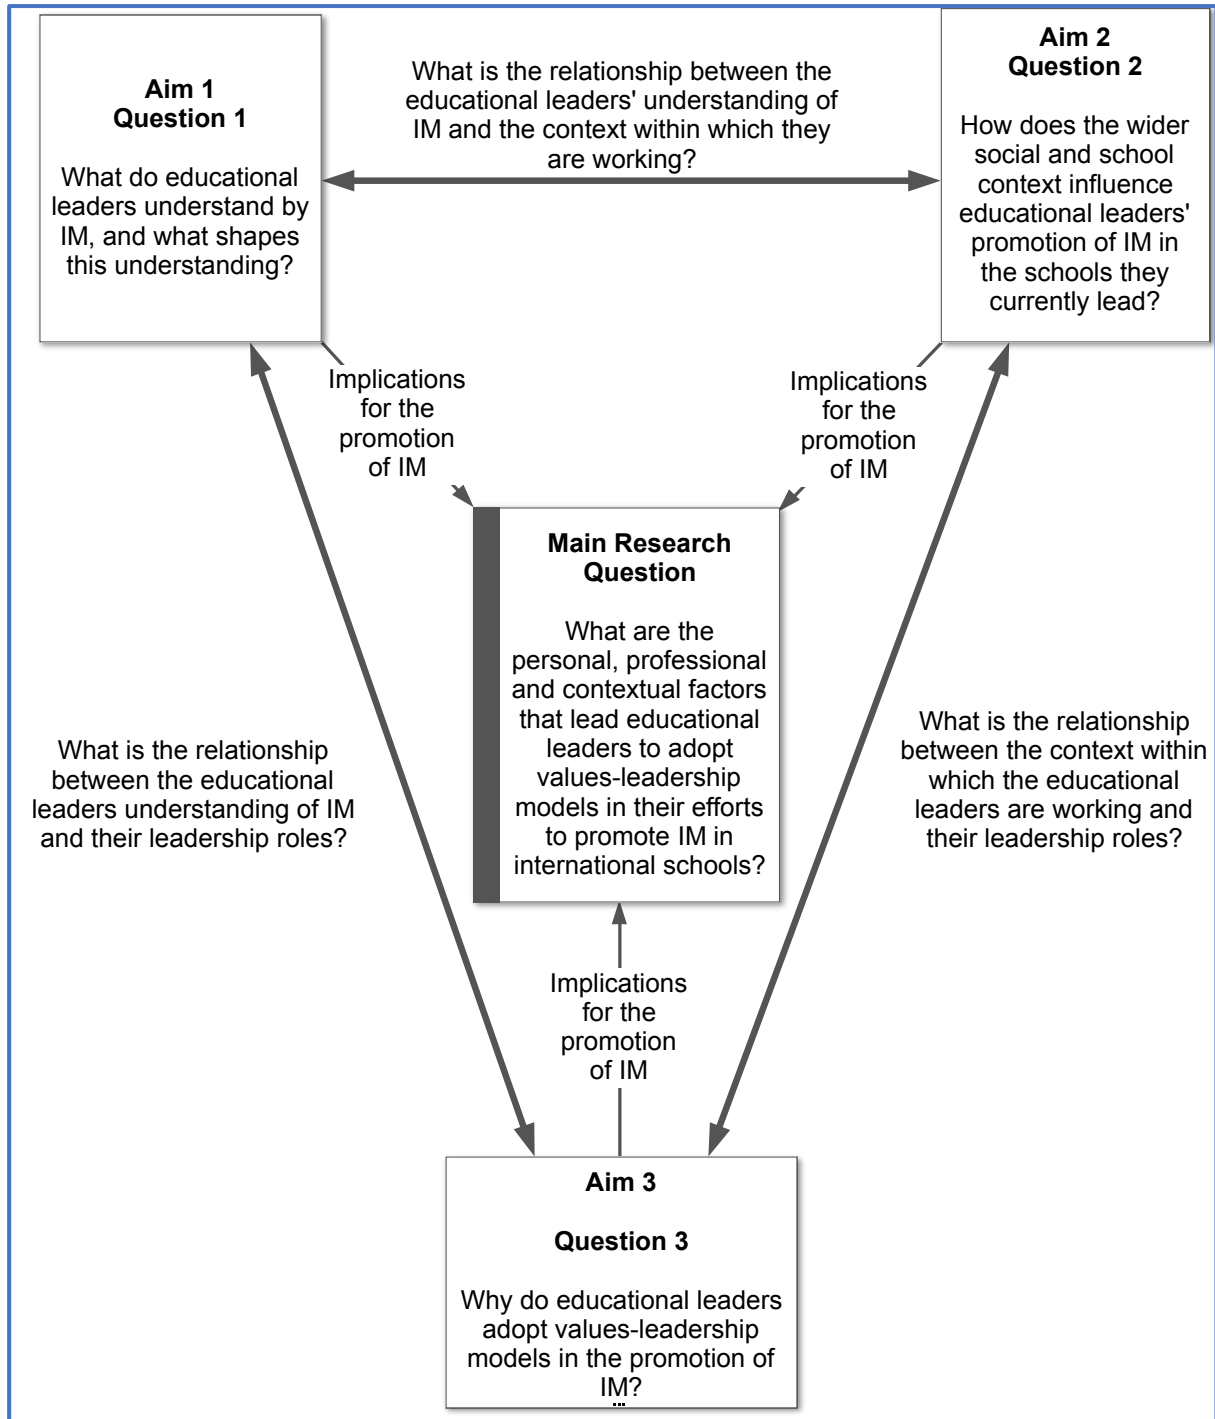 Aim 1
Question 1
What do educational
leaders understand by
IM, and what shapes
this understanding?
What is the relationship between the
educational leaders' understanding of
IM and the context within which they
are working?
Aim 2
Question 2
How does the wider
social and school
context influence
educational leaders'
promotion of IM in
the schools they
currently lead?
Implications
for the
promotion
of IM
Implications
for the
promotion
of IM
Main Research
Question
What are the
personal, professional
and contextual factors
that lead educational
leaders to adopt
values-leadership
models in their efforts
to promote IM in
international schools?
What is the relationship
between the educational
leaders understanding of IM
and their leadership roles?
What is the relationship
between the context within
which the educational
leaders are working and
their leadership roles?
Implications
for the
promotion
of IM
Aim 3
Question 3
Why do educational leaders
adopt values-leadership
models in the promotion of
IM?
...